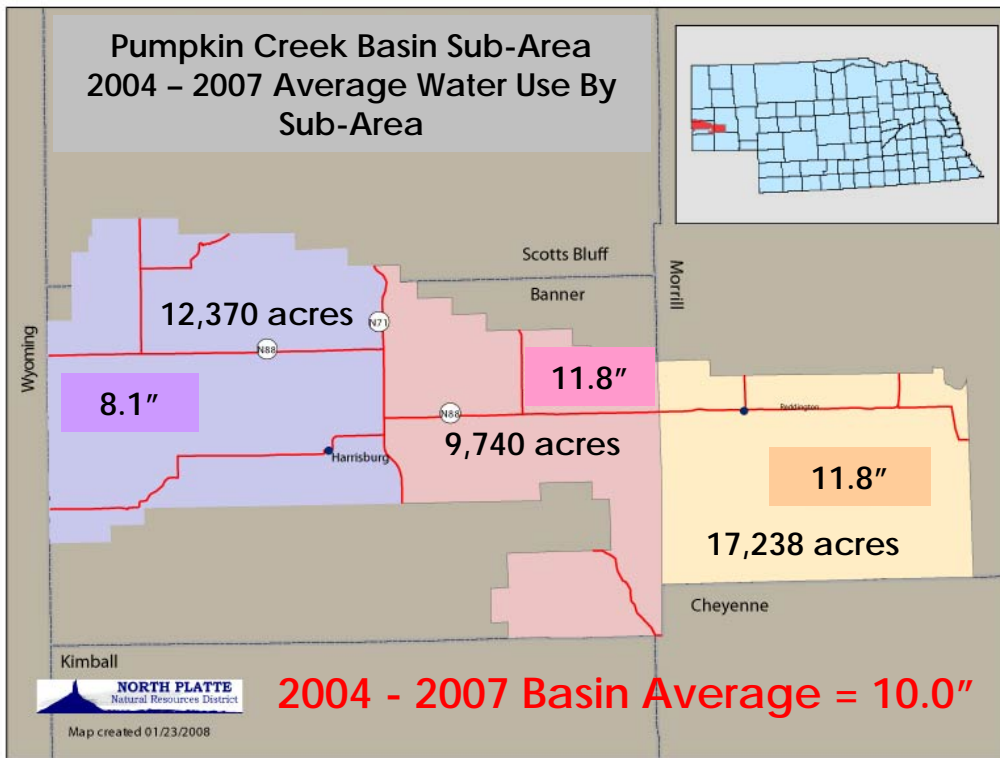 Pumpkin Creek Basin Sub-Area
2004 – 2007 Average Water Use By
Sub-Area
Scotts Bluff
Banner
Morrill
Wyoming
12,370 acres
N71
N88
8.1”
11.8”
N88
Reddington
9,740 acres
Harrisburg
11.8”
17,238 acres
Cheyenne
Kimball
NORTH PLATTE
Natural Resources District
2004 - 2007 Basin Average = 10.0”
Map created 01/23/2008